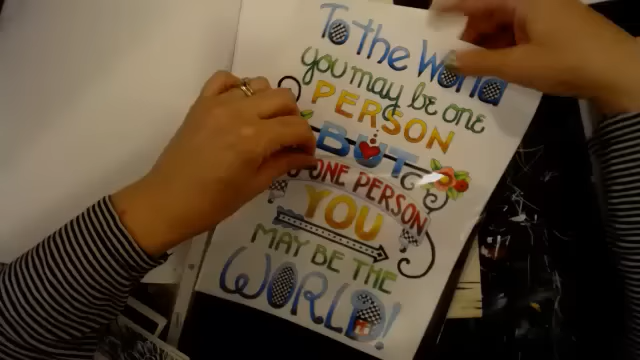 To the World
you may be one
PERSON
BUT
ONE PERSON
YOU
MAY BE THE
WORLD!